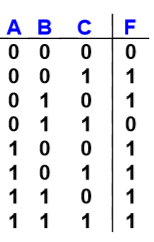 A B C F
0 0 0 0
0 0 1 1
0 1 0 1
0 1 1 0
1 0 0 1
1 0 1 1
1 1 0 1
1 1 1 1